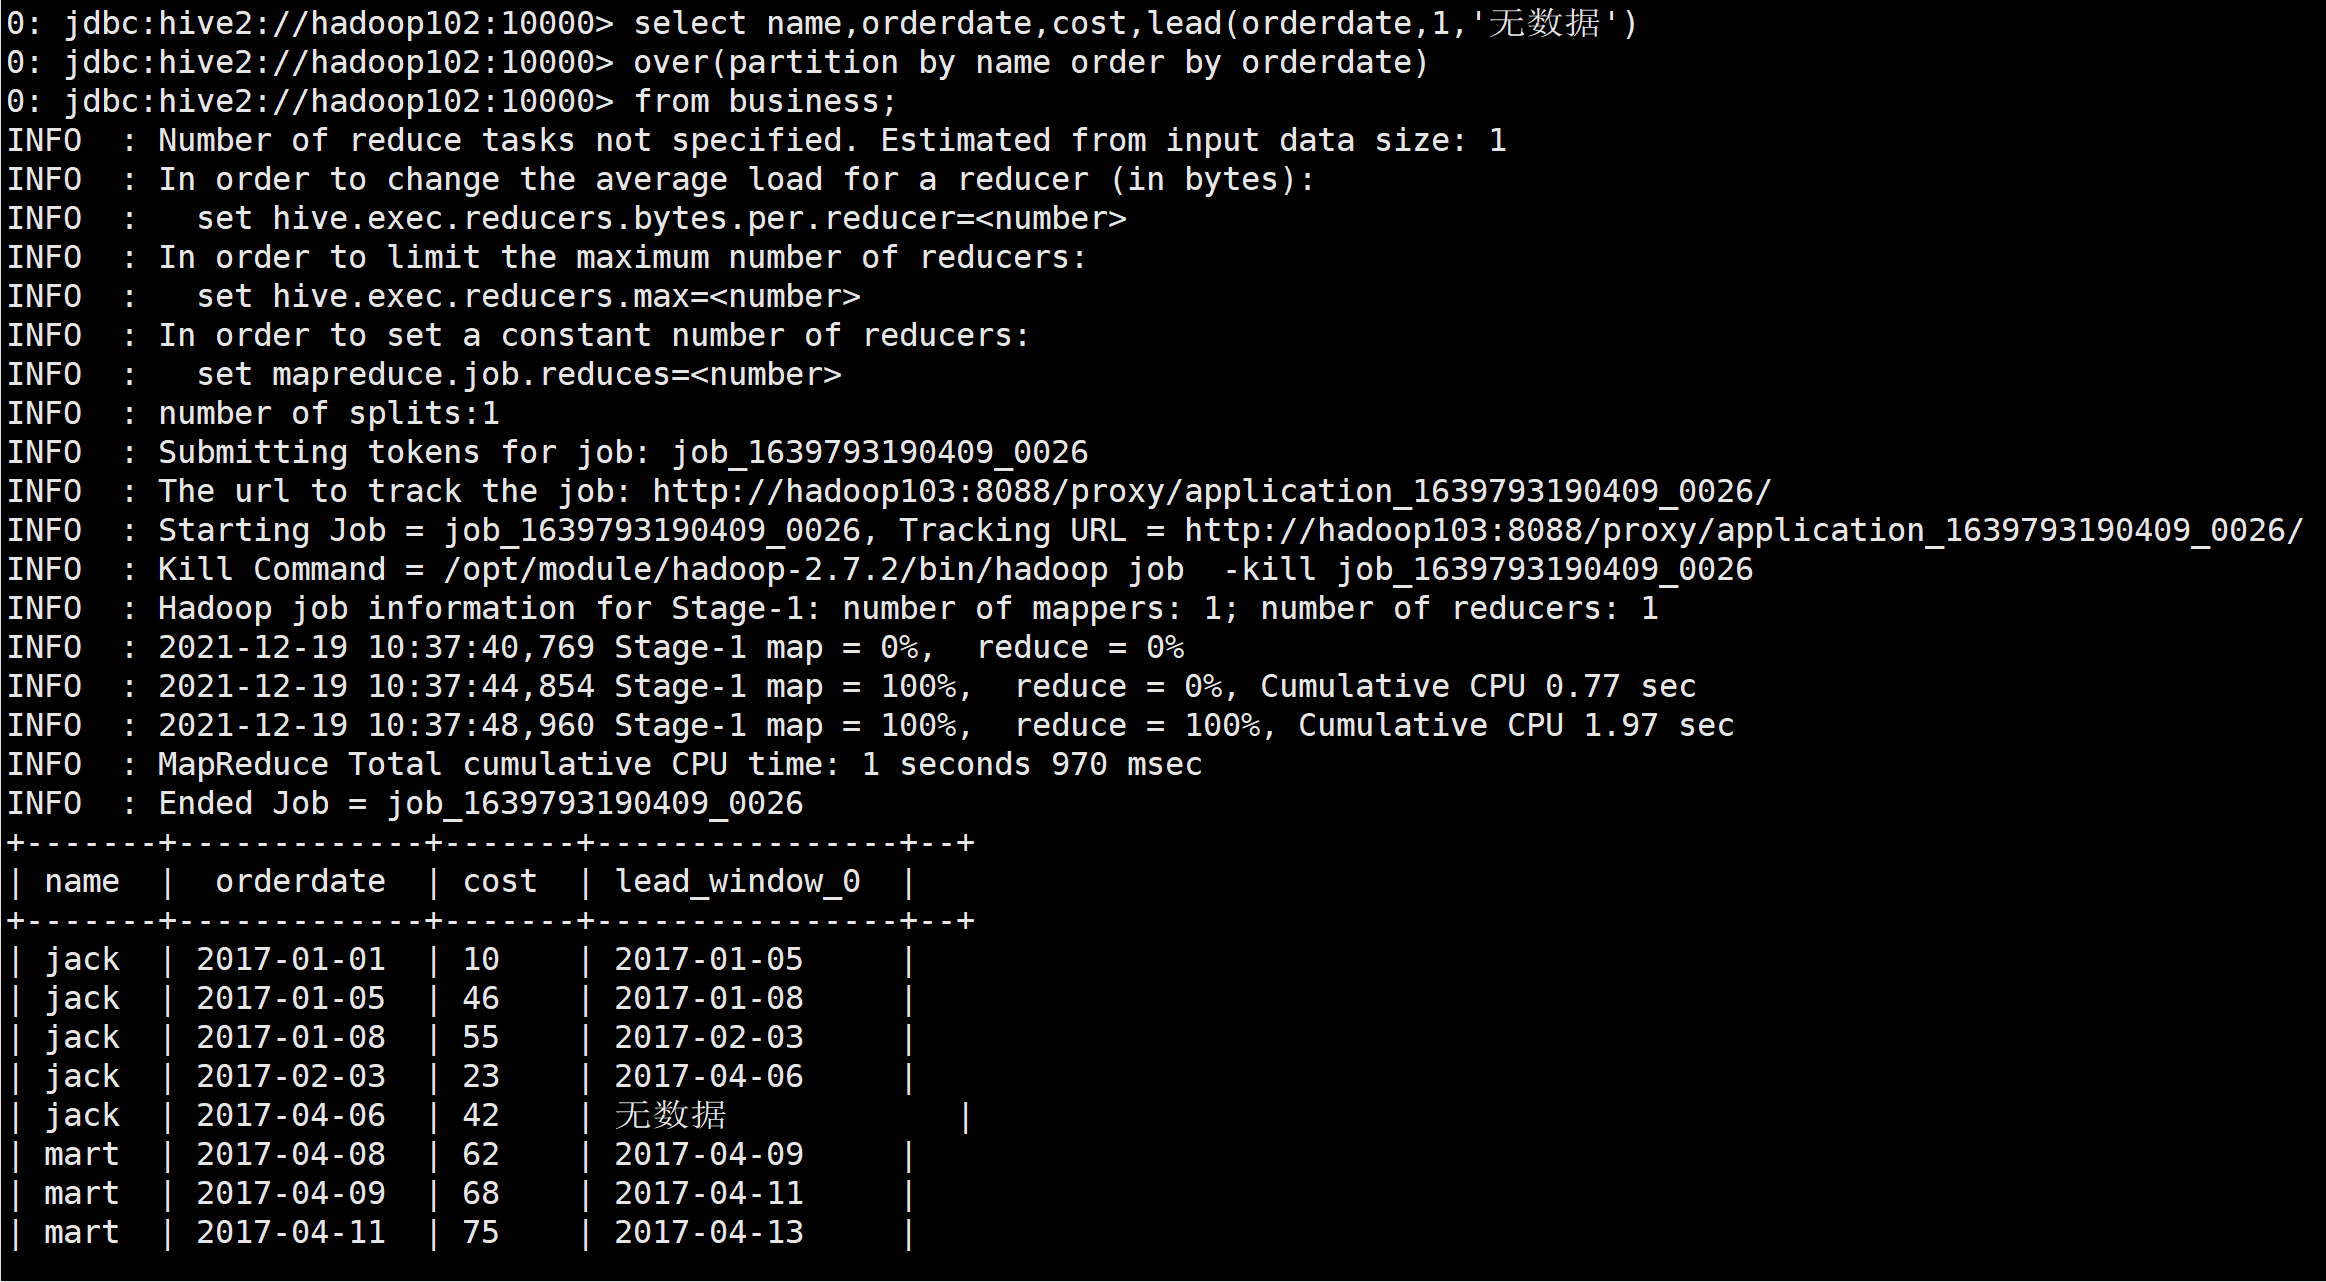 0: jdbc:hive2://hadoop102:10000> select name,orderdate,cost,lead(orderdate,1,'无数据')
0: jdbc:hive2://hadoop102:10000> over(partition by name order by orderdate)
0: jdbc:hive2://hadoop102:10000> from business;
INFO  : Number of reduce tasks not specified. Estimated from input data size: 1
INFO  : In order to change the average load for a reducer (in bytes):
INFO  :   set hive.exec.reducers.bytes.per.reducer=<number>
INFO  : In order to limit the maximum number of reducers:
INFO  :   set hive.exec.reducers.max=<number>
INFO  : In order to set a constant number of reducers:
INFO  :   set mapreduce.job.reduces=<number>
INFO  : number of splits:1
INFO  : Submitting tokens for job: job_1639793190409_0026
INFO  : The url to track the job: http://hadoop103:8088/proxy/application_1639793190409_0026/
INFO  : Starting Job = job_1639793190409_0026, Tracking URL = http://hadoop103:8088/proxy/application_1639793190409_0026/
INFO  : Kill Command = /opt/module/hadoop-2.7.2/bin/hadoop job  -kill job_1639793190409_0026
INFO  : Hadoop job information for Stage-1: number of mappers: 1; number of reducers: 1
INFO  : 2021-12-19 10:37:40,769 Stage-1 map = 0%,  reduce = 0%
INFO  : 2021-12-19 10:37:44,854 Stage-1 map = 100%,  reduce = 0%, Cumulative CPU 0.77 sec
INFO  : 2021-12-19 10:37:48,960 Stage-1 map = 100%,  reduce = 100%, Cumulative CPU 1.97 sec
INFO  : MapReduce Total cumulative CPU time: 1 seconds 970 msec
INFO  : Ended Job = job_1639793190409_0026
+-------+-------------+-------+----------------+--+
| name  |  orderdate  | cost  | lead_window_0  |
+-------+-------------+-------+----------------+--+
| jack  | 2017-01-01  | 10    | 2017-01-05     |
| jack  | 2017-01-05  | 46    | 2017-01-08     |
| jack  | 2017-01-08  | 55    | 2017-02-03     |
| jack  | 2017-02-03  | 23    | 2017-04-06     |
| jack  | 2017-04-06  | 42    | 无数据            |
| mart  | 2017-04-08  | 62    | 2017-04-09     |
| mart  | 2017-04-09  | 68    | 2017-04-11     |
| mart  | 2017-04-11  | 75    | 2017-04-13     |